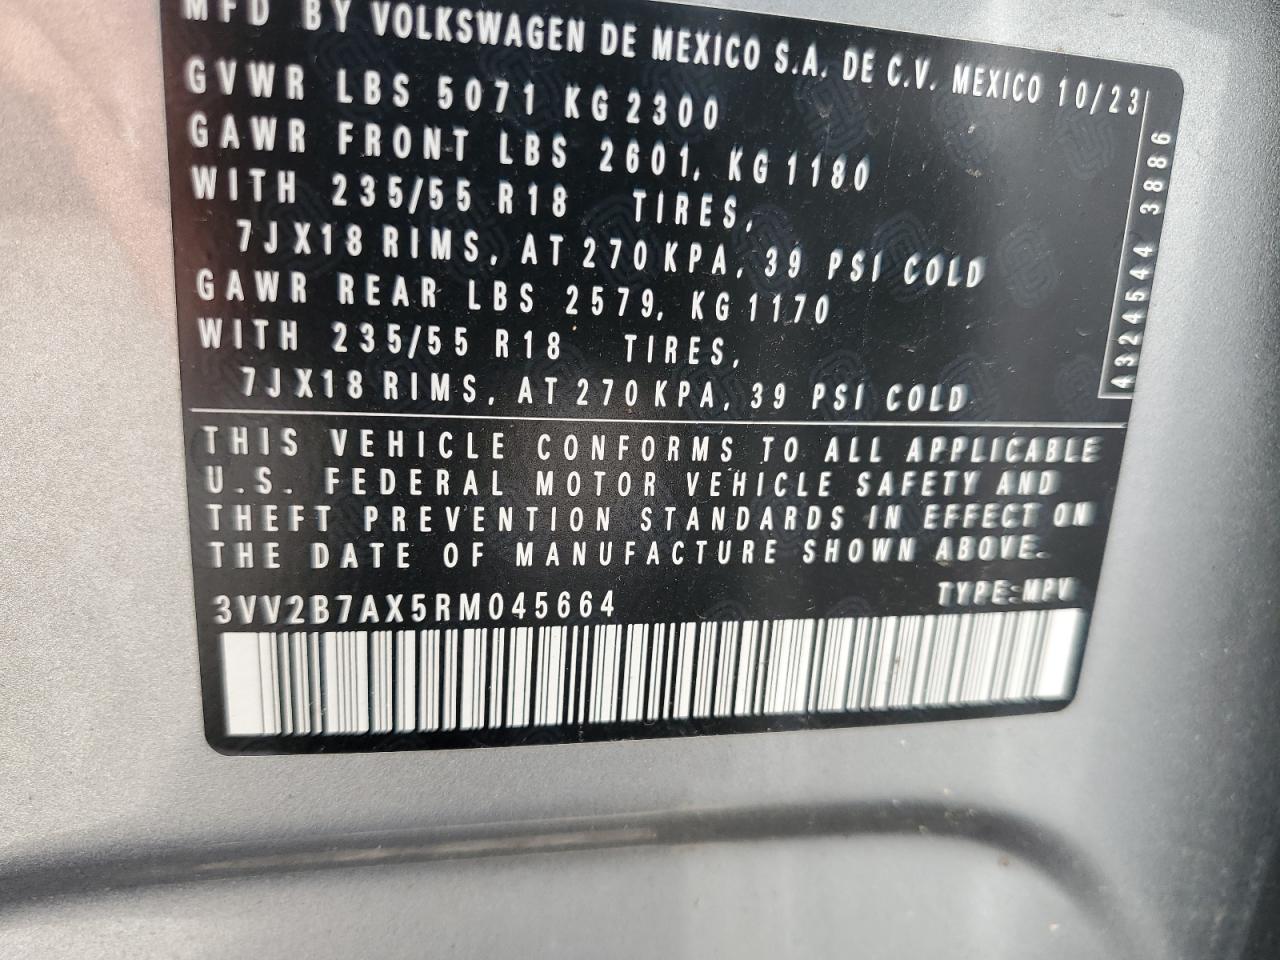 MFD BY VOLKSWAGEN DE MEXICO S.A. DE C.V. MEXICO 10/23
GVWR LBS 5071 KG 2300
GAWR FRONT LBS 2601, KG 1180
WITH 235/55 R18 TIRES,
7JX18 RIMS, AT 270 KPA, 39 PSI COLD
GAWR REAR LBS 2579, KG 1170
WITH 235/55 R18 TIRES,
7JX18 RIMS, AT 270 KPA, 39 PSI COLD
4324544 3886
THIS VEHICLE CONFORMS TO ALL APPLICABLE
U.S. FEDERAL MOTOR VEHICLE SAFETY AND
THEFT PREVENTION STANDARDS IN EFFECT ON
THE DATE OF MANUFACTURE SHOWN ABOVE.
3VV2B7AX5RM045664 TYPE:MPV